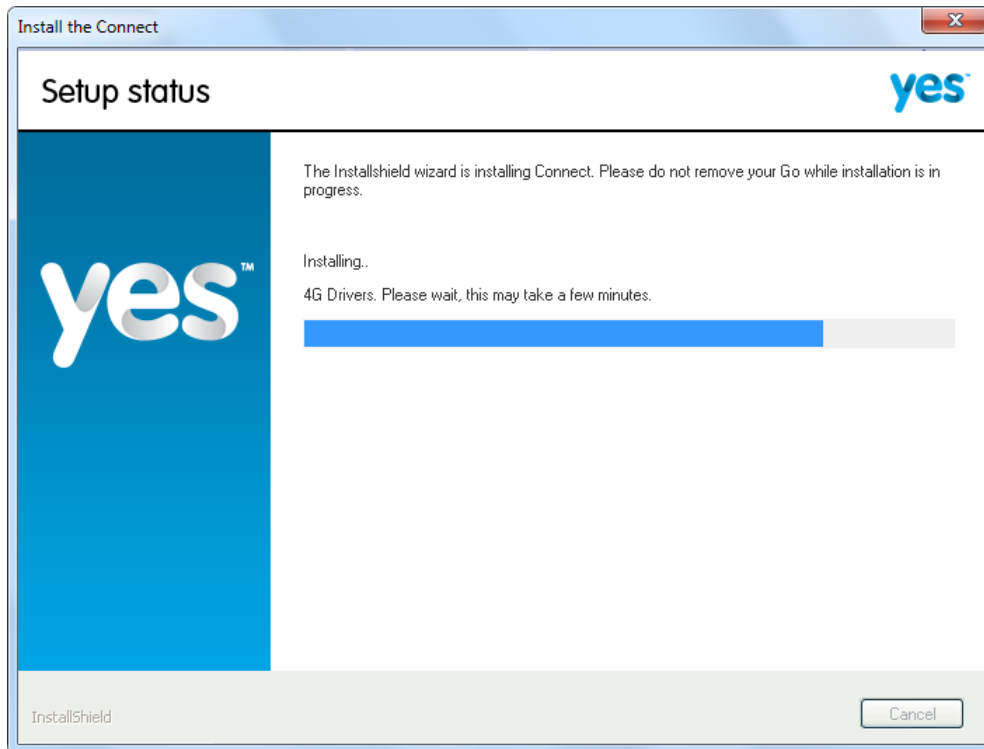 Install the Connect
Setup status
yes™
The Installshield wizard is installing Connect. Please do not remove your Go while installation is in
progress.
yes™
Installing..
4G Drivers. Please wait, this may take a few minutes.
InstallShield
Cancel